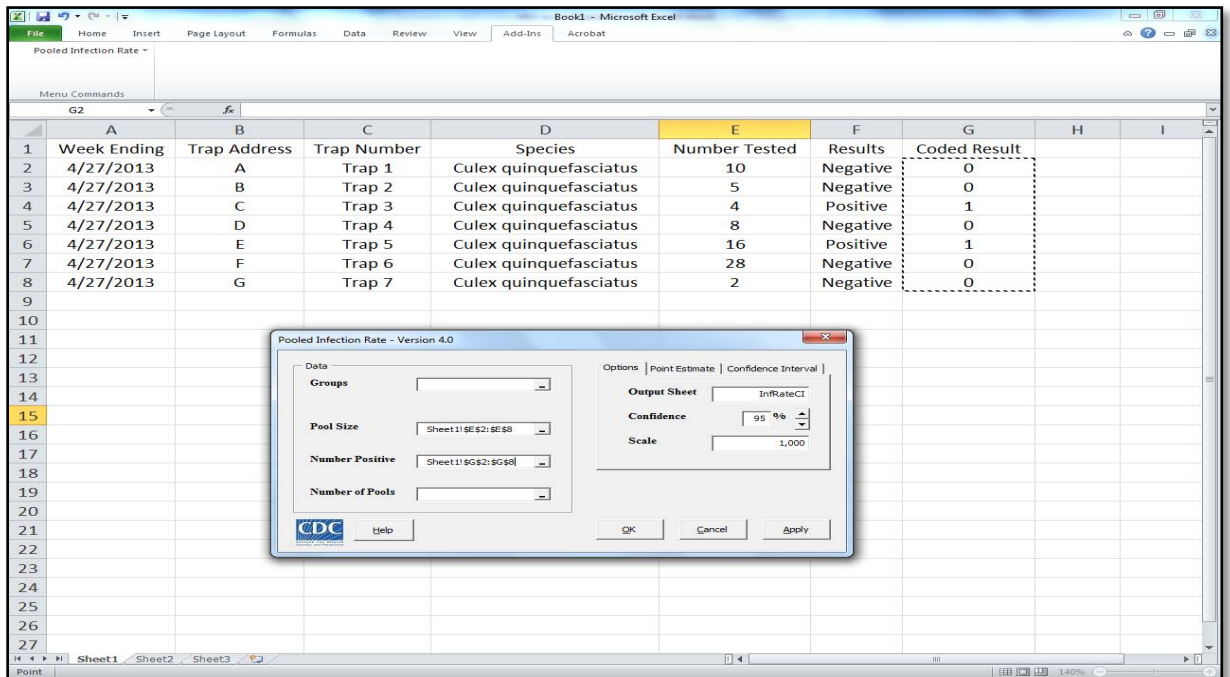 Book1 - Microsoft Excel
File Home Insert Page Layout Formulas Data Review View Add-Ins Acrobat
Pooled Infection Rate
Menu Commands
G2 fx
A B C D E F G H I
1 Week Ending Trap Address Trap Number Species Number Tested Results Coded Result
2 4/27/2013 A Trap 1 Culex quinquefasciatus 10 Negative 0
3 4/27/2013 B Trap 2 Culex quinquefasciatus 5 Negative 0
4 4/27/2013 C Trap 3 Culex quinquefasciatus 4 Positive 1
5 4/27/2013 D Trap 4 Culex quinquefasciatus 8 Negative 0
6 4/27/2013 E Trap 5 Culex quinquefasciatus 16 Positive 1
7 4/27/2013 F Trap 6 Culex quinquefasciatus 28 Negative 0
8 4/27/2013 G Trap 7 Culex quinquefasciatus 2 Negative 0
9
10
11
12
13
14
15
16
17
18
19
20
21
22
23
24
25
26
27
Pooled Infection Rate - Version 4.0
Data
Groups
Pool Size Sheet1!$E$2:$E$8
Number Positive Sheet1!$G$2:$G$8
Number of Pools
Options Point Estimate Confidence Interval
Output Sheet InfRateCI
Confidence 95 %
Scale 1,000
CDC Help OK Cancel Apply
Sheet1 Sheet2 Sheet3
Point 140%